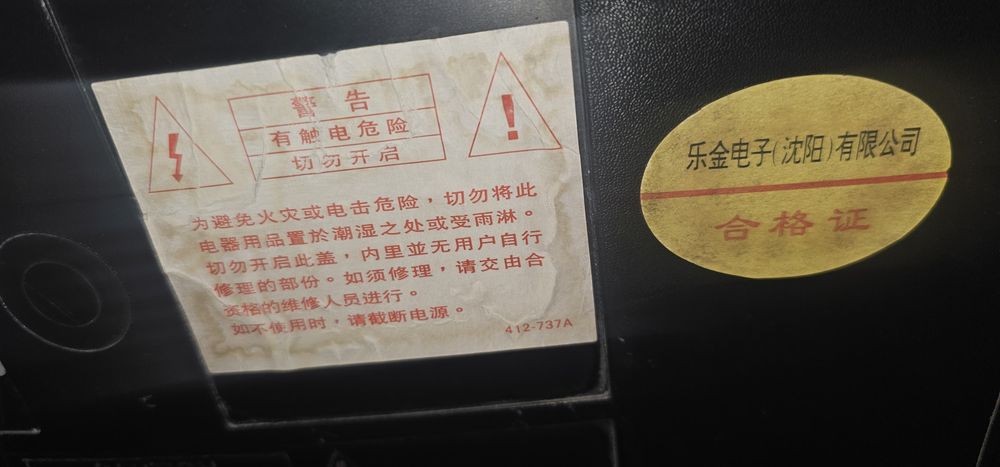 警告
有触电危险
切勿开启
为避免火灾或电击危险，切勿将此
电器用品置於潮湿之处或受雨淋。
切勿开启此盖，内里並无用户自行
修理的部份。如须修理，请交由合
资格的维修人员进行。
如不使用时，请截断电源。
412-737A
乐金电子(沈阳)有限公司
合格证